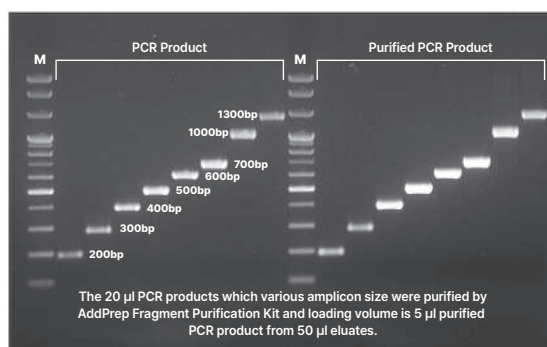 PCR Product
Purified PCR Product
M
M
1300bp
1000bp
700bp
600bp
500bp
400bp
300bp
200bp
The 20 µl PCR products which various amplicon size were purified by
AddPrep Fragment Purification Kit and loading volume is 5 µl purified
PCR product from 50 µl eluates.